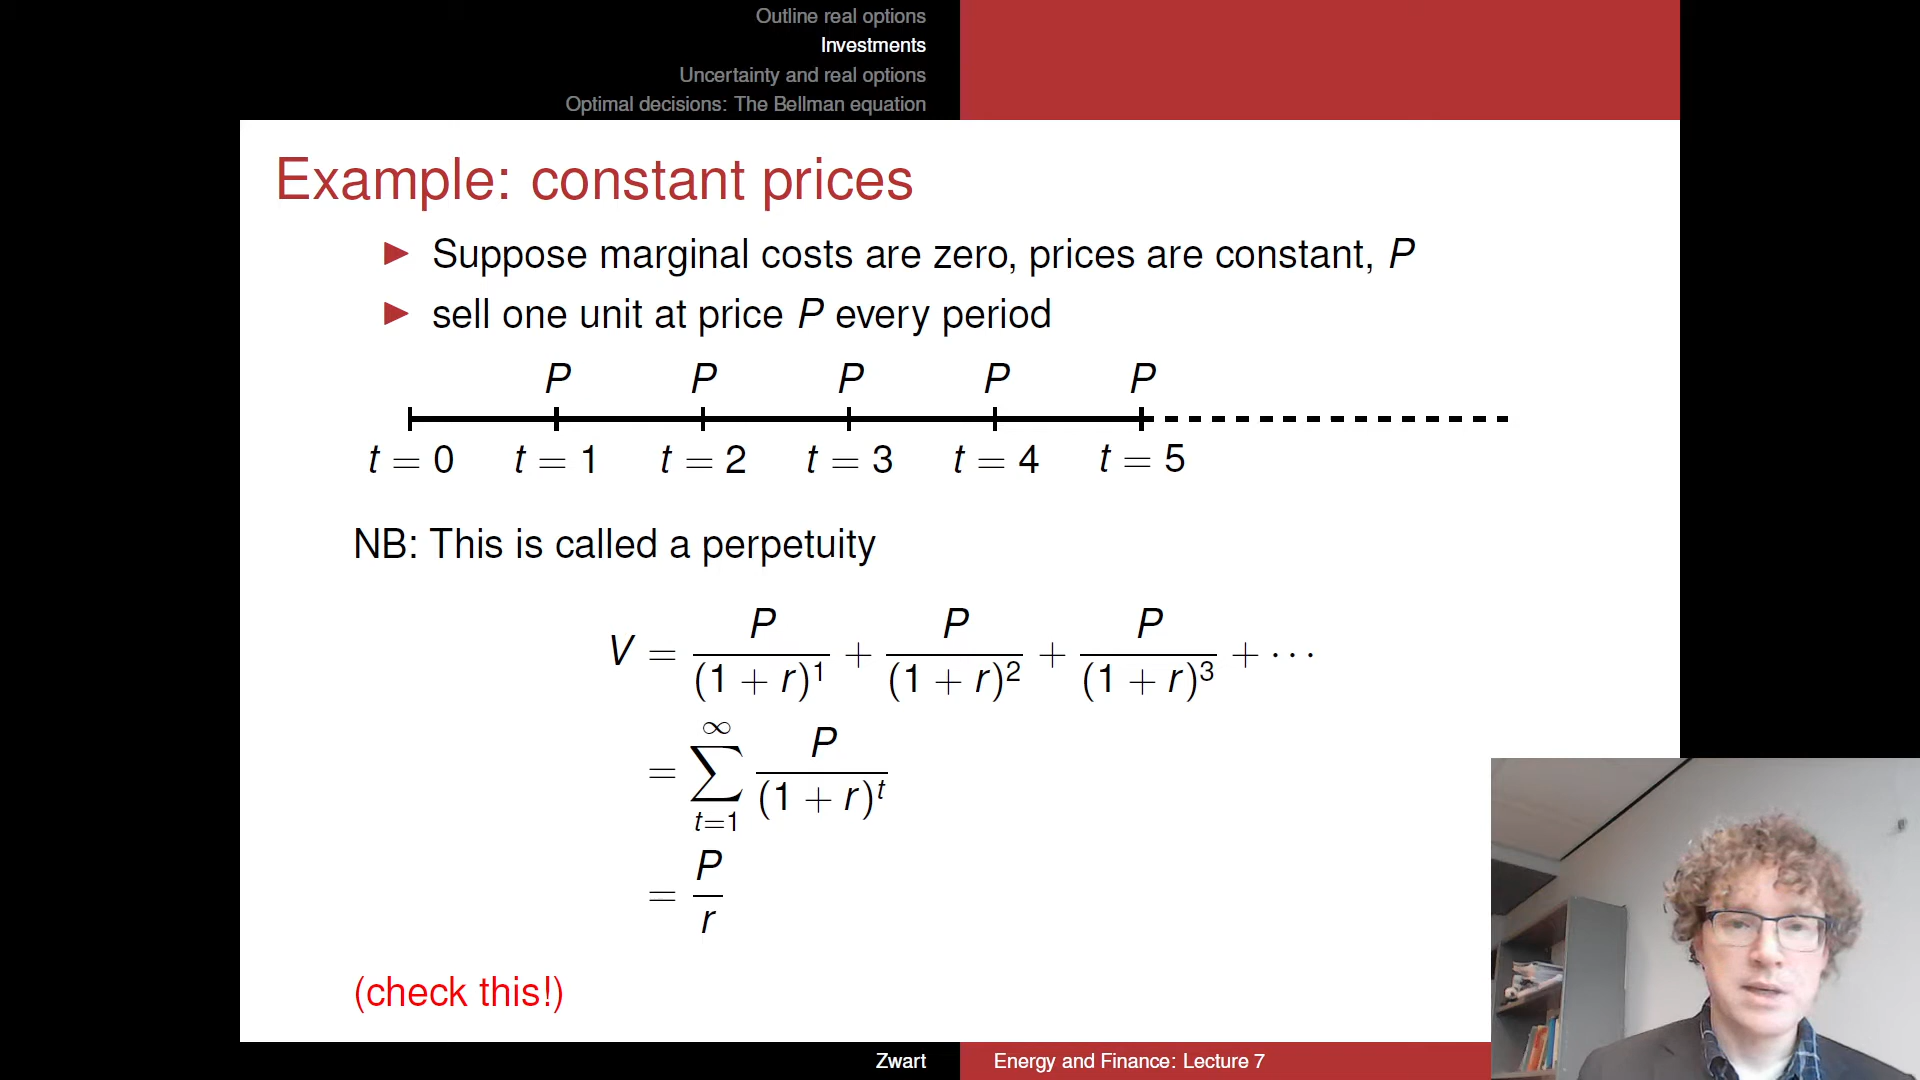 Outline real options
Investments
Uncertainty and real options
Optimal decisions: The Bellman equation
Example: constant prices
▶ Suppose marginal costs are zero, prices are constant, P
▶ sell one unit at price P every period
P P P P P
t = 0 t = 1 t = 2 t = 3 t = 4 t = 5
NB: This is called a perpetuity
V = P/(1 + r)^1 + P/(1 + r)^2 + P/(1 + r)^3 + ⋯
= ∑_{t=1}^{∞} P/(1 + r)^t
= P/r
(check this!)
Zwart Energy and Finance: Lecture 7